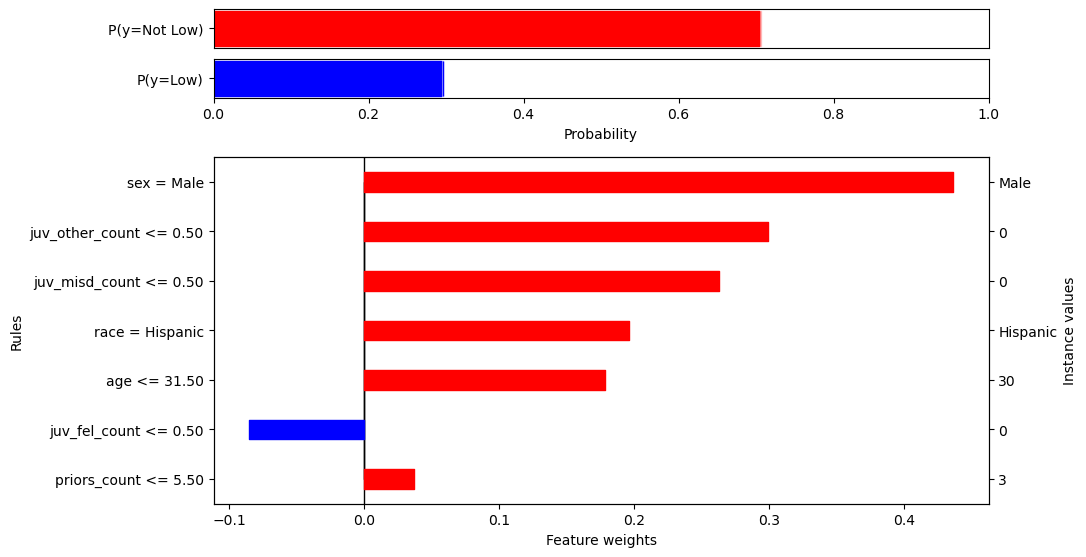 P(y=Not Low)
P(y=Low)
0.0 0.2 0.4 0.6 0.8 1.0
Probability
sex = Male Male
juv_other_count <= 0.50 0
juv_misd_count <= 0.50 0
race = Hispanic Hispanic
age <= 31.50 30
juv_fel_count <= 0.50 0
priors_count <= 5.50 3
Rules
Instance values
−0.1 0.0 0.1 0.2 0.3 0.4
Feature weights